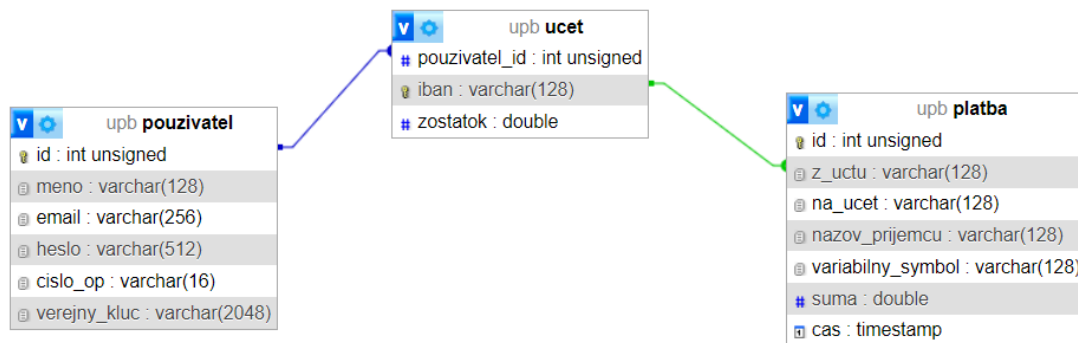 upb pouzivatel
id : int unsigned
meno : varchar(128)
email : varchar(256)
heslo : varchar(512)
cislo_op : varchar(16)
verejny_kluc : varchar(2048)
upb ucet
pouzivatel_id : int unsigned
iban : varchar(128)
zostatok : double
upb platba
id : int unsigned
z_uctu : varchar(128)
na_ucet : varchar(128)
nazov_prijemcu : varchar(128)
variabilny_symbol : varchar(128)
suma : double
cas : timestamp